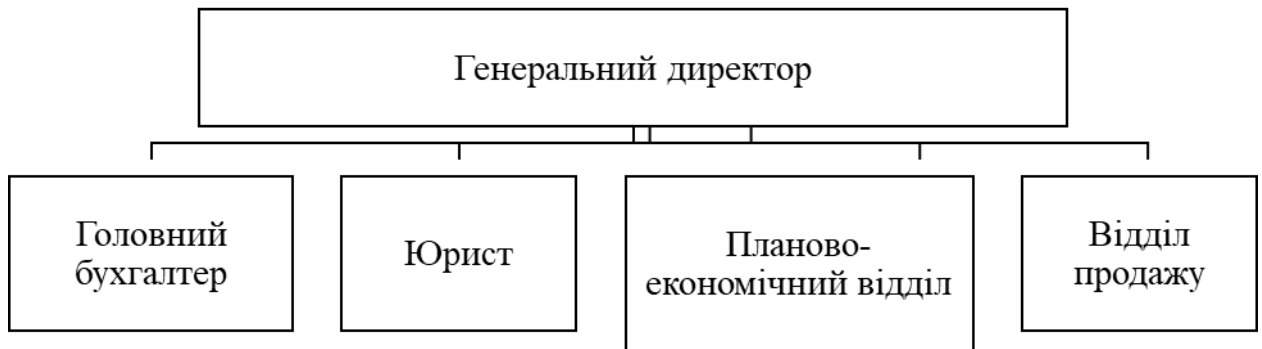 Генеральний директор
Головний
бухгалтер
Юрист
Планово-
економічний відділ
Відділ
продажу